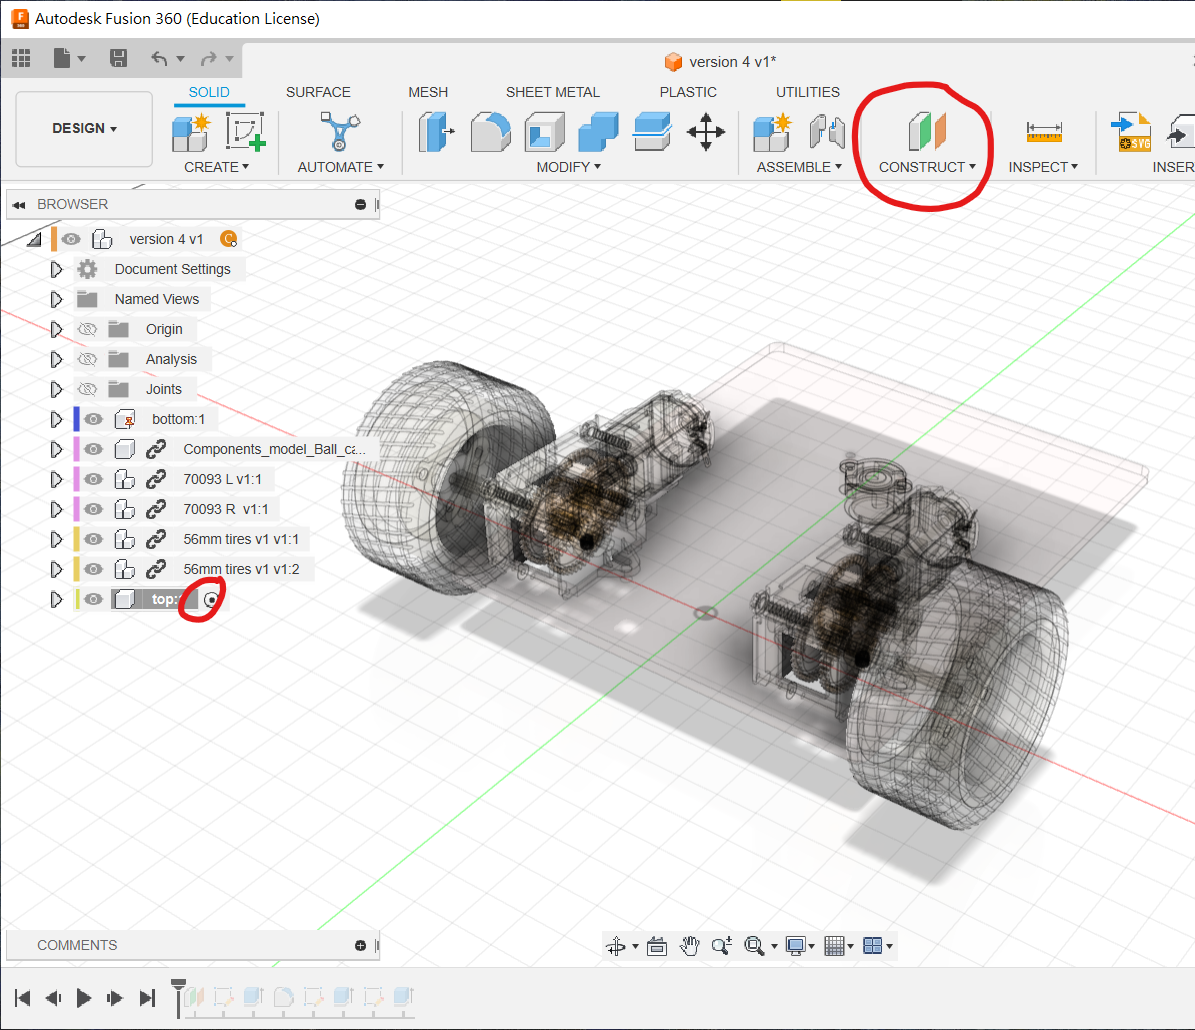 Autodesk Fusion 360 (Education License)
version 4 v1*
SOLID SURFACE MESH SHEET METAL PLASTIC UTILITIES
DESIGN
CREATE AUTOMATE MODIFY ASSEMBLE CONSTRUCT INSPECT INSER
SVG
BROWSER
version 4 v1
Document Settings
Named Views
Origin
Analysis
Joints
bottom:1
Components_model_Ball_ca...
70093 L v1:1
70093 R v1:1
56mm tires v1 v1:1
56mm tires v1 v1:2
top:
COMMENTS